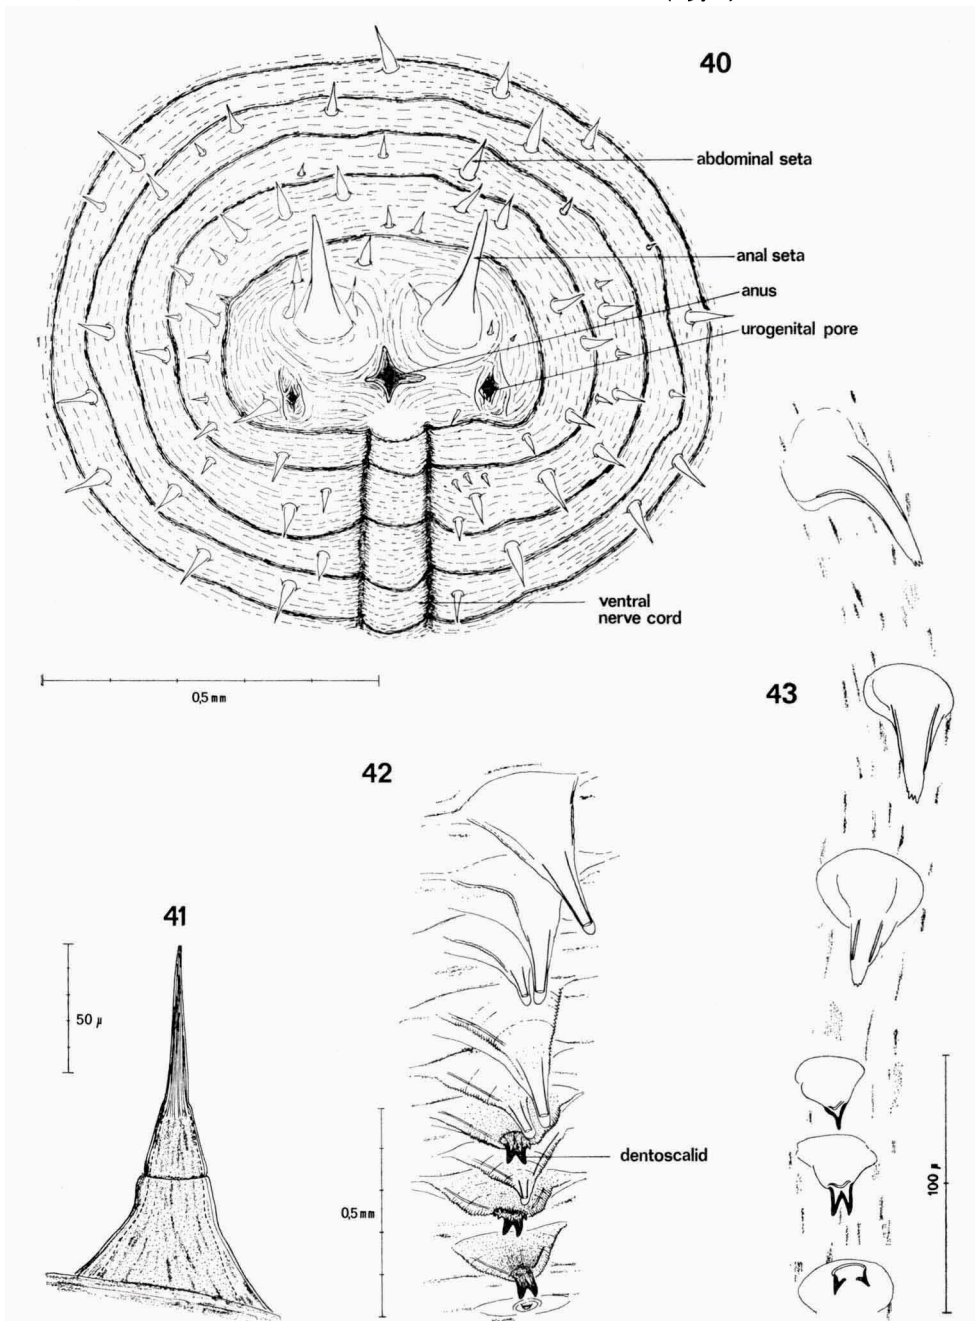 40
abdominal seta
anal seta
anus
urogenital pore
ventral
nerve cord
0,5 mm
43
42
41
50 μ
dentoscalid
0,5 mm
100 μ